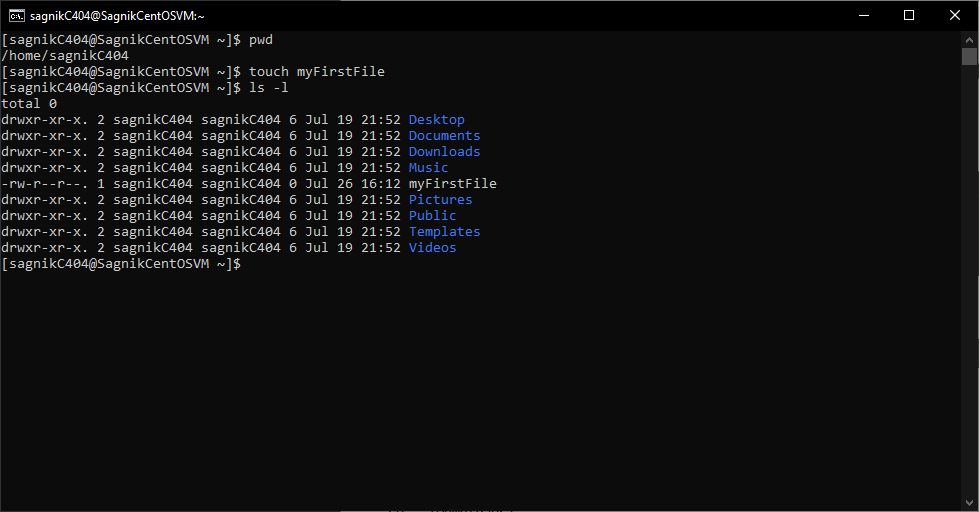 sagnikC404@SagnikCentOSVM:~
[sagnikC404@SagnikCentOSVM ~]$ pwd
/home/sagnikC404
[sagnikC404@SagnikCentOSVM ~]$ touch myFirstFile
[sagnikC404@SagnikCentOSVM ~]$ ls -l
total 0
drwxr-xr-x. 2 sagnikC404 sagnikC404 6 Jul 19 21:52 Desktop
drwxr-xr-x. 2 sagnikC404 sagnikC404 6 Jul 19 21:52 Documents
drwxr-xr-x. 2 sagnikC404 sagnikC404 6 Jul 19 21:52 Downloads
drwxr-xr-x. 2 sagnikC404 sagnikC404 6 Jul 19 21:52 Music
-rw-r--r--. 1 sagnikC404 sagnikC404 0 Jul 26 16:12 myFirstFile
drwxr-xr-x. 2 sagnikC404 sagnikC404 6 Jul 19 21:52 Pictures
drwxr-xr-x. 2 sagnikC404 sagnikC404 6 Jul 19 21:52 Public
drwxr-xr-x. 2 sagnikC404 sagnikC404 6 Jul 19 21:52 Templates
drwxr-xr-x. 2 sagnikC404 sagnikC404 6 Jul 19 21:52 Videos
[sagnikC404@SagnikCentOSVM ~]$